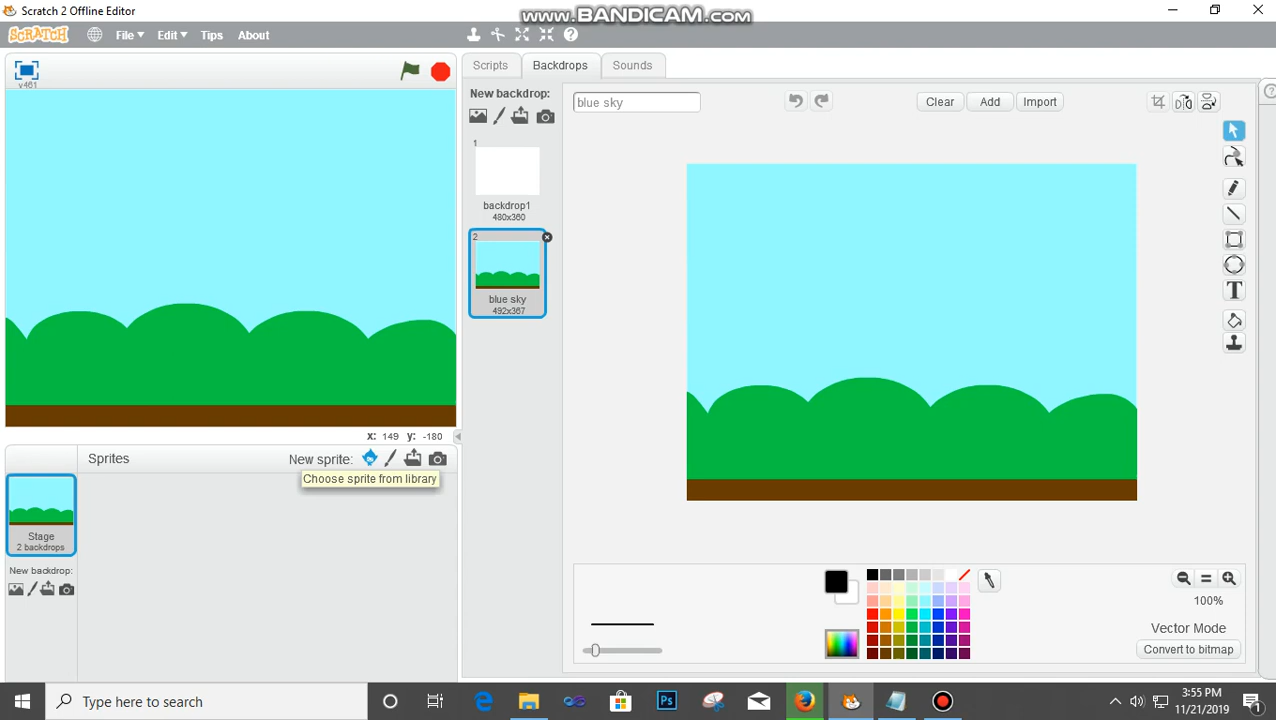 Scratch 2 Offline Editor
www.BANDICAM.com
SCRATCH File Edit Tips About
v461
Scripts Backdrops Sounds
New backdrop:
blue sky
Clear Add Import
1
backdrop1
480x360
2
blue sky
492x367
x: 149 y: -180
Sprites New sprite:
Choose sprite from library
Stage
2 backdrops
New backdrop:
T
100%
Vector Mode
Convert to bitmap
Type here to search
Ps
3:55 PM
11/21/2019
1